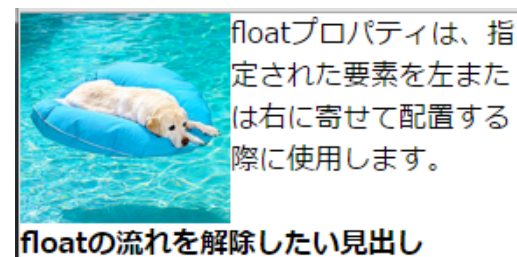 floatプロパティは、指
定された要素を左また
は右に寄せて配置する
際に使用します。
floatの流れを解除したい見出し